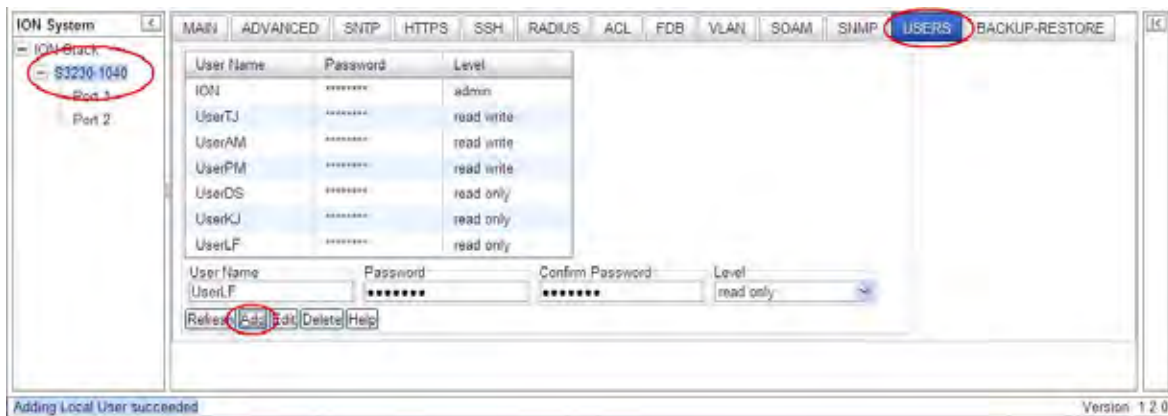 ION System
MAIN ADVANCED SNTP HTTPS SSH RADIUS ACL FDB VLAN SOAM SNMP USERS BACKUP-RESTORE
ION Stack
S3230-1040
Port 1
Port 2
User Name Password Level
ION ******** admin
UserTJ ******** read write
UserAM ******** read write
UserPM ******** read write
UserDS ******** read only
UserKJ ******** read only
UserLF ******** read only
User Name Password Confirm Password Level
UserLF ●●●●●●● ●●●●●●● read only
Refresh Add Edit Delete Help
Adding Local User succeeded
Version 1.2.0